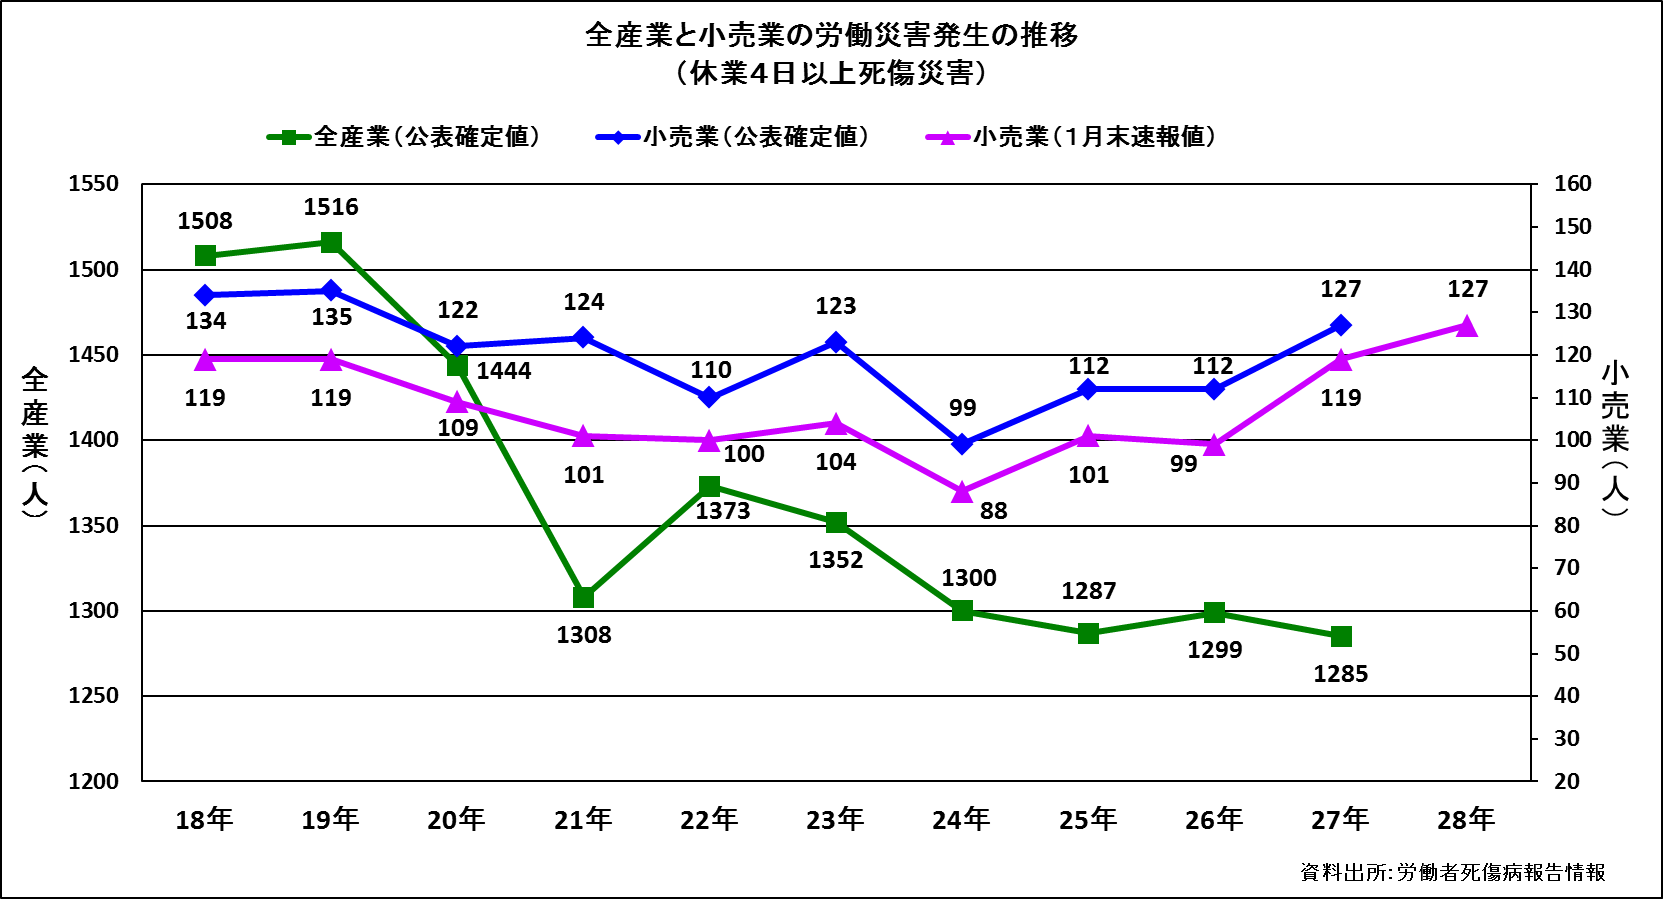 全産業と小売業の労働災害発生の推移
（休業４日以上死傷災害）
全産業（公表確定値） 小売業（公表確定値） 小売業（１月末速報値）
1550
1500
1450
1400
1350
1300
1250
1200
全産業（人）
160
150
140
130
120
110
100
90
80
70
60
50
40
30
20
小売業（人）
1508 1516 1444 1308 1373 1352 1300 1287 1299 1285
134 135 122 124 110 123 99 112 112 127
119 119 109 101 100 104 88 101 99 119 127
18年 19年 20年 21年 22年 23年 24年 25年 26年 27年 28年
資料出所：労働者死傷病報告情報